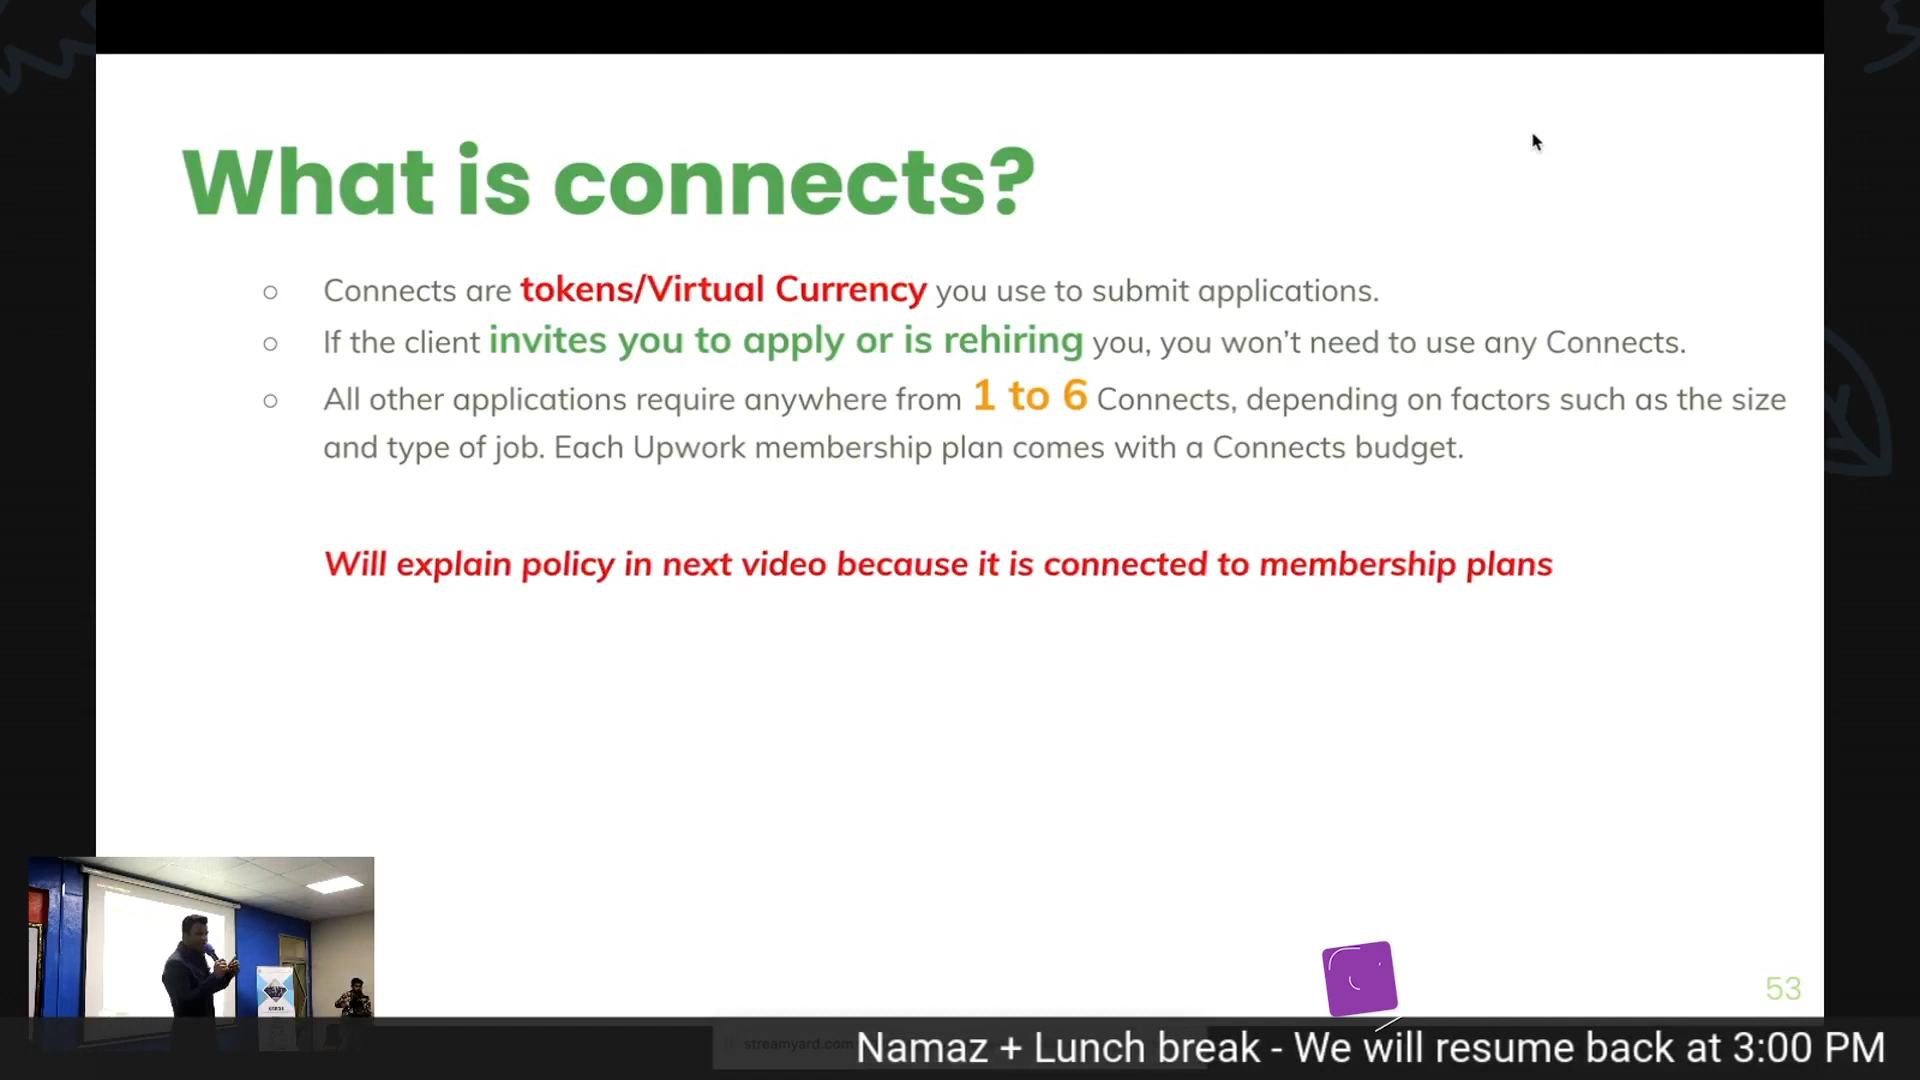 What is connects?
○ Connects are tokens/Virtual Currency you use to submit applications.
○ If the client invites you to apply or is rehiring you, you won’t need to use any Connects.
○ All other applications require anywhere from 1 to 6 Connects, depending on factors such as the size
and type of job. Each Upwork membership plan comes with a Connects budget.
Will explain policy in next video because it is connected to membership plans
53
streamyard.com
Namaz + Lunch break - We will resume back at 3:00 PM